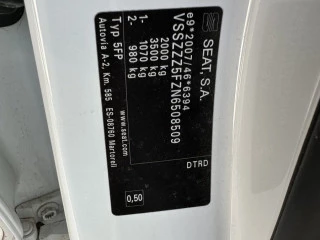 SEAT, S.A.
e9*2007/46*6394
VSSZZZ5FZN6508509
2000 kg
3500 kg
1- 1070 kg
2- 980 kg
TYP 5FP
Autovía A-2, Km. 585
ES-08760 Martorell
www.seat.com
DTRD
0,50